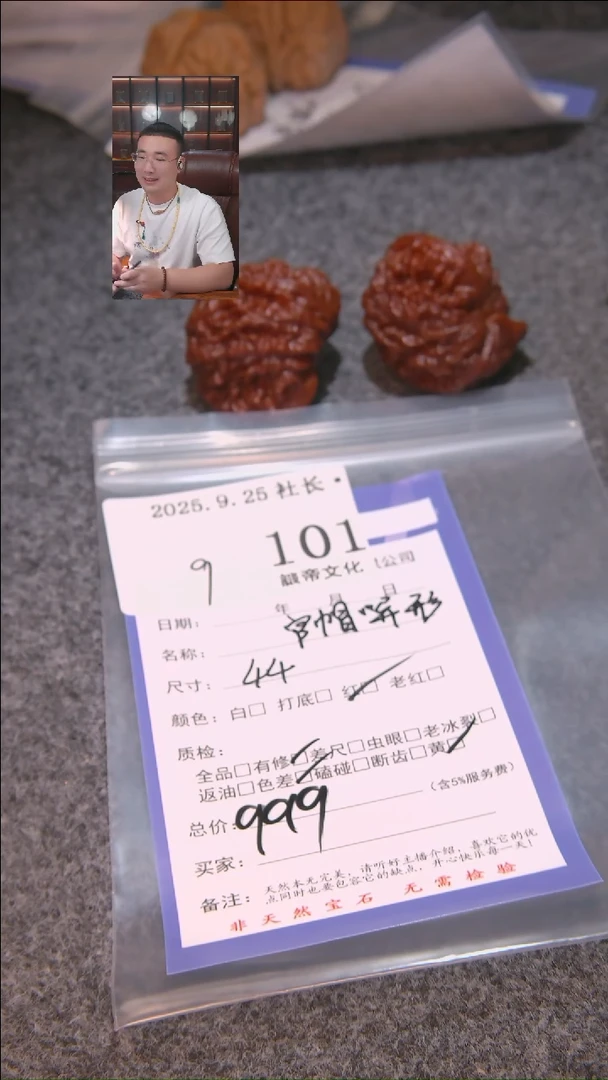 2025.9.25 社长
9
101
文化
公司
日期： 年 月 日
名称：官帽 异形
尺寸：44
颜色：白□ 打底□ 红□ 老红□
质检：
全品□有修□差尺□虫眼□老冰裂□
返油□色差□磕碰□断齿□黄□
总价：999 （含5%服务费）
买家：
备注：天然本无完美，请听好主播介绍，喜欢它的优
点同时也要包容它的缺点，开心快乐每一天！
非天然宝石 无需检验